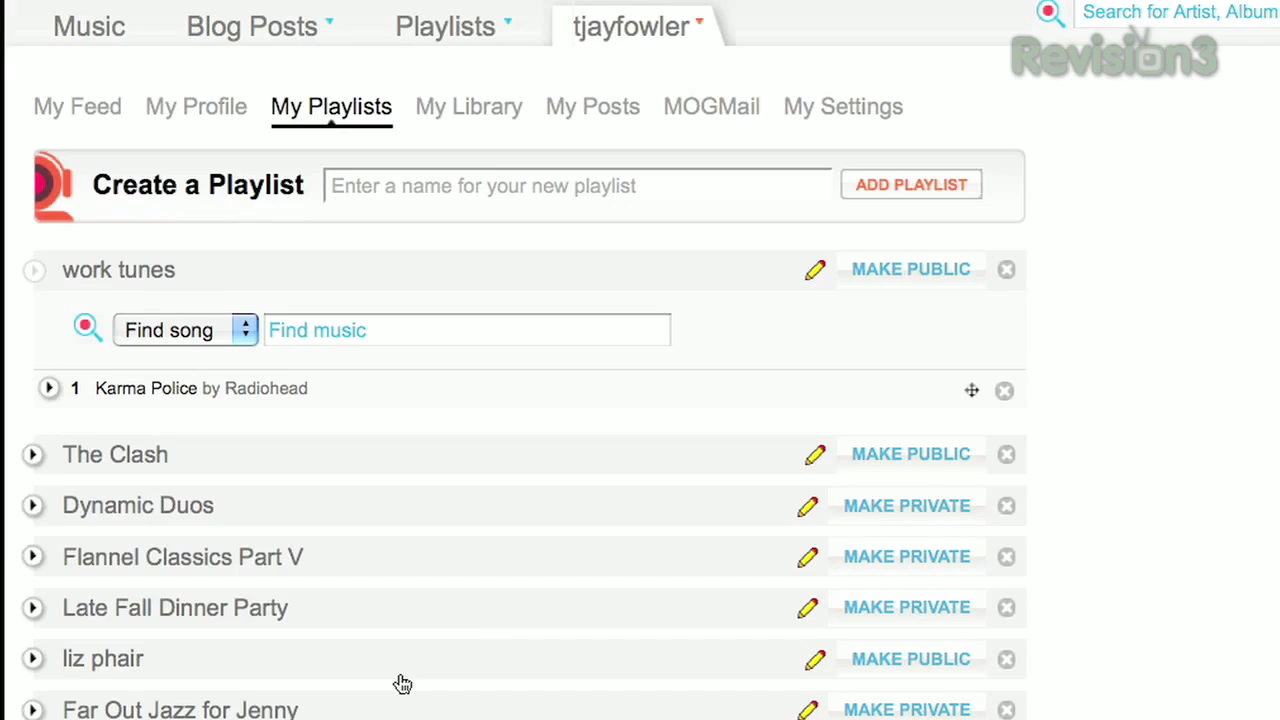 Music Blog Posts Playlists tjayfowler Search for Artist, Album
Revision3
My Feed My Profile My Playlists My Library My Posts MOGMail My Settings
Create a Playlist Enter a name for your new playlist ADD PLAYLIST
work tunes MAKE PUBLIC
Find song Find music
1 Karma Police by Radiohead
The Clash MAKE PUBLIC
Dynamic Duos MAKE PRIVATE
Flannel Classics Part V MAKE PRIVATE
Late Fall Dinner Party MAKE PRIVATE
liz phair MAKE PUBLIC
Far Out Jazz for Jenny MAKE PRIVATE